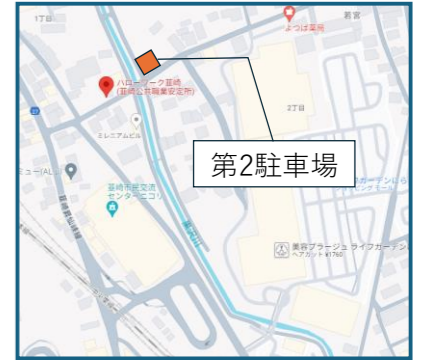 1丁目
若宮
よつば薬局
ハローワーク韮崎
(韮崎公共職業安定所)
2丁目
ミレニアムビル
第2駐車場
韮崎市民交流
センターニコリ
美容プラージュ ライフガーデン
ヘアカット ¥1760